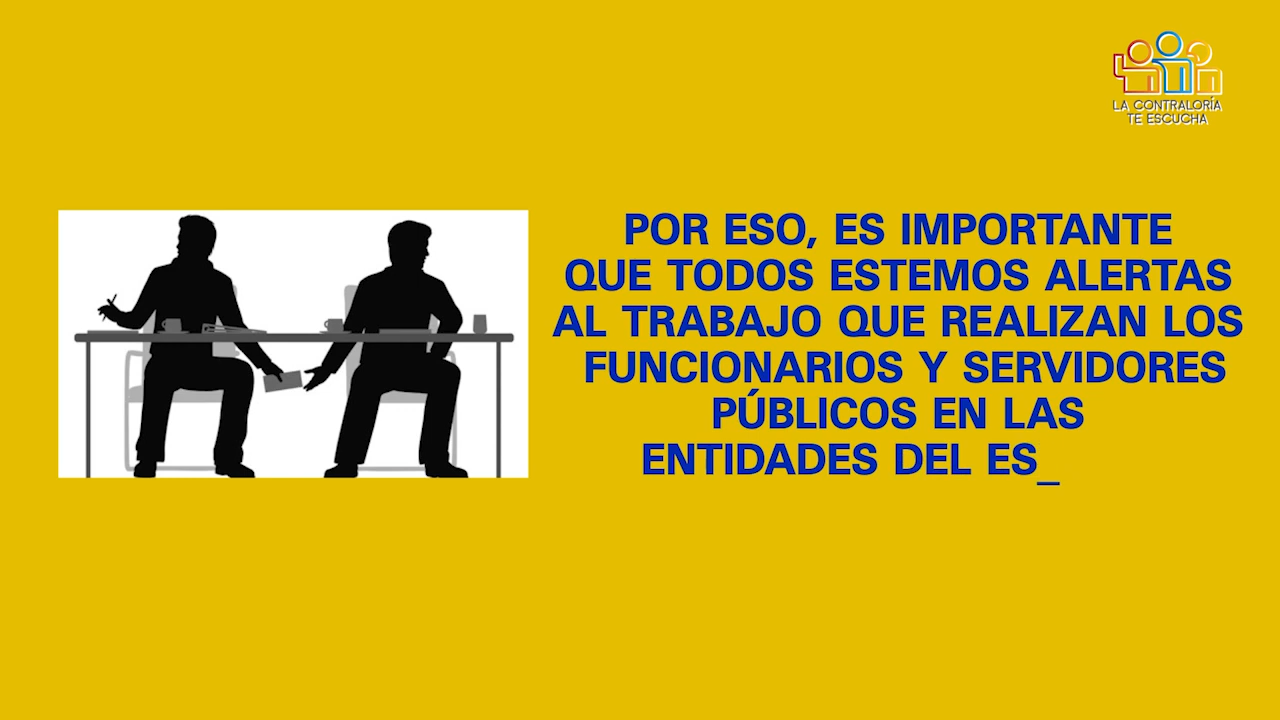 LA CONTRALORÍA
TE ESCUCHA
POR ESO, ES IMPORTANTE
QUE TODOS ESTEMOS ALERTAS
AL TRABAJO QUE REALIZAN LOS
FUNCIONARIOS Y SERVIDORES
PÚBLICOS EN LAS
ENTIDADES DEL ES_